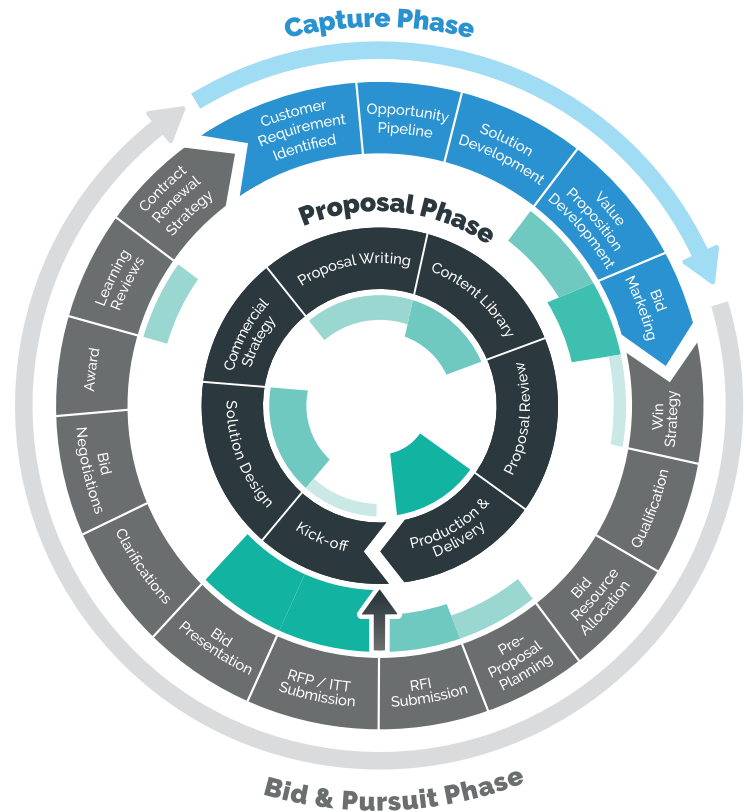 Capture Phase
Customer
Requirement
Identified
Opportunity
Pipeline
Solution
Development
Value
Proposition
Development
Bid
Marketing
Win
Strategy
Qualification
Bid
Resource
Allocation
Pre-
Proposal
Planning
RFI
Submission
RFP / ITT
Submission
Bid
Presentation
Clarifications
Bid
Negotiations
Award
Learning
Reviews
Contract
Renewal
Strategy
Proposal Phase
Kick-off
Solution Design
Commercial
Strategy
Proposal Writing
Content Library
Proposal Review
Production &
Delivery
Bid & Pursuit Phase